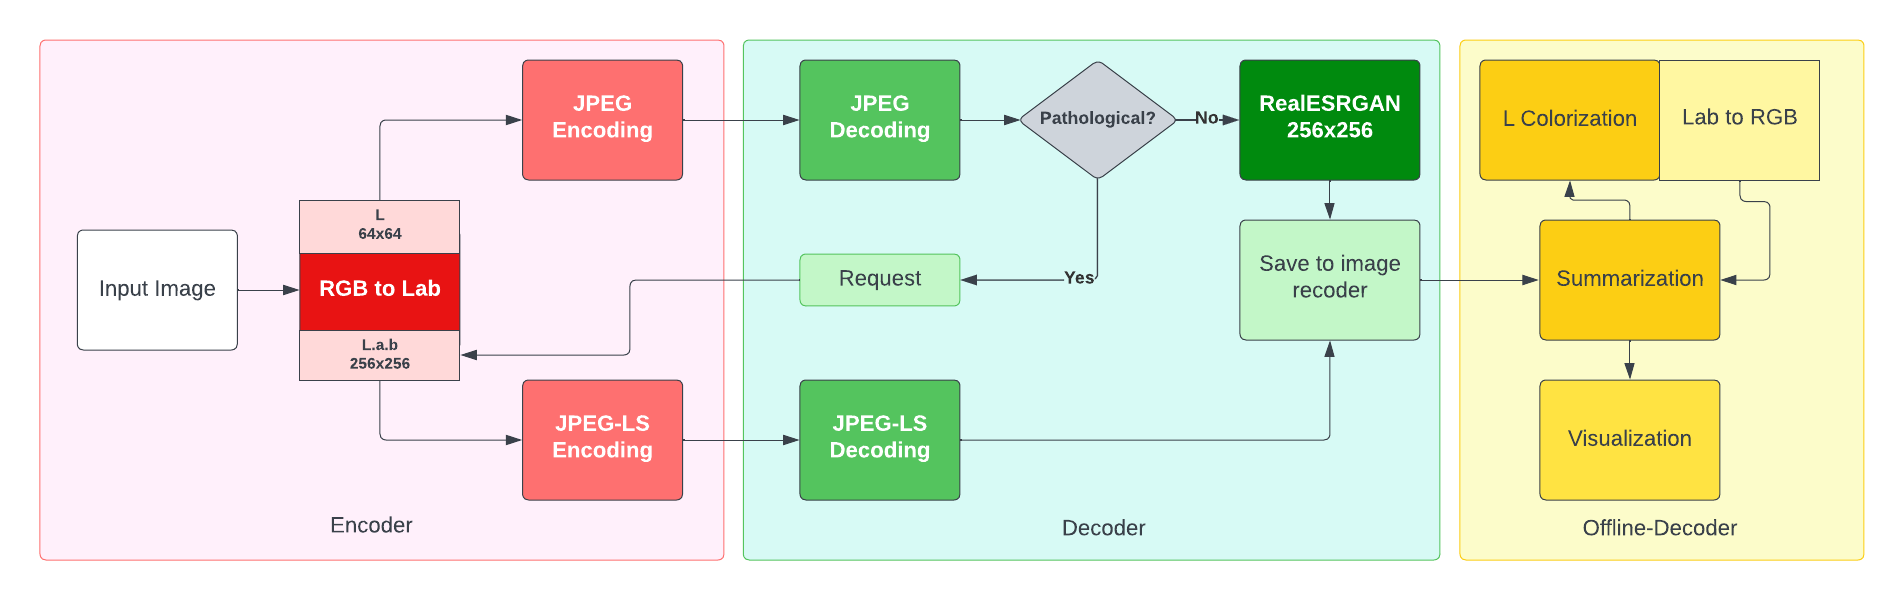 Input Image
L
64x64
RGB to Lab
L.a.b
256x256
JPEG
Encoding
JPEG-LS
Encoding
Encoder
JPEG
Decoding
Pathological?
No
RealESRGAN
256x256
Request
Yes
Save to image
recoder
JPEG-LS
Decoding
Decoder
L Colorization
Lab to RGB
Summarization
Visualization
Offline-Decoder